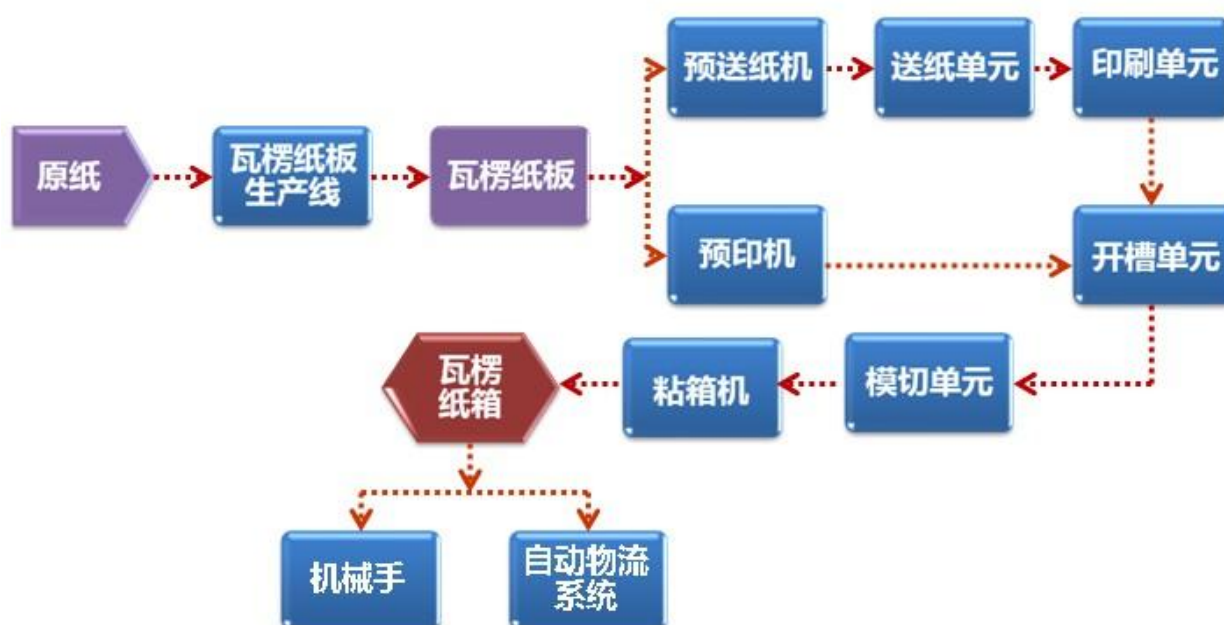 预送纸机
送纸单元
印刷单元
原纸
瓦楞纸板
生产线
瓦楞纸板
预印机
开槽单元
瓦楞
纸箱
粘箱机
模切单元
机械手
自动物流
系统